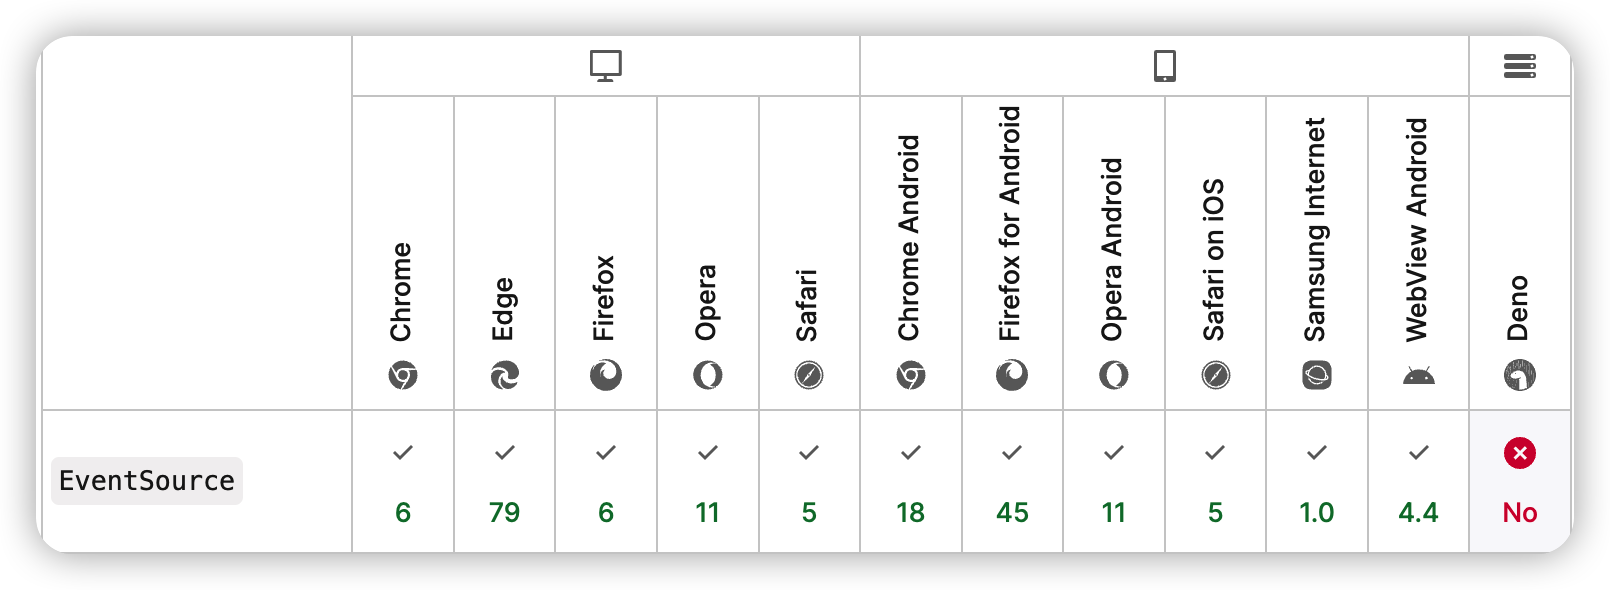 Chrome
Edge
Firefox
Opera
Safari
Chrome Android
Firefox for Android
Opera Android
Safari on iOS
Samsung Internet
WebView Android
Deno
EventSource
6
79
6
11
5
18
45
11
5
1.0
4.4
No